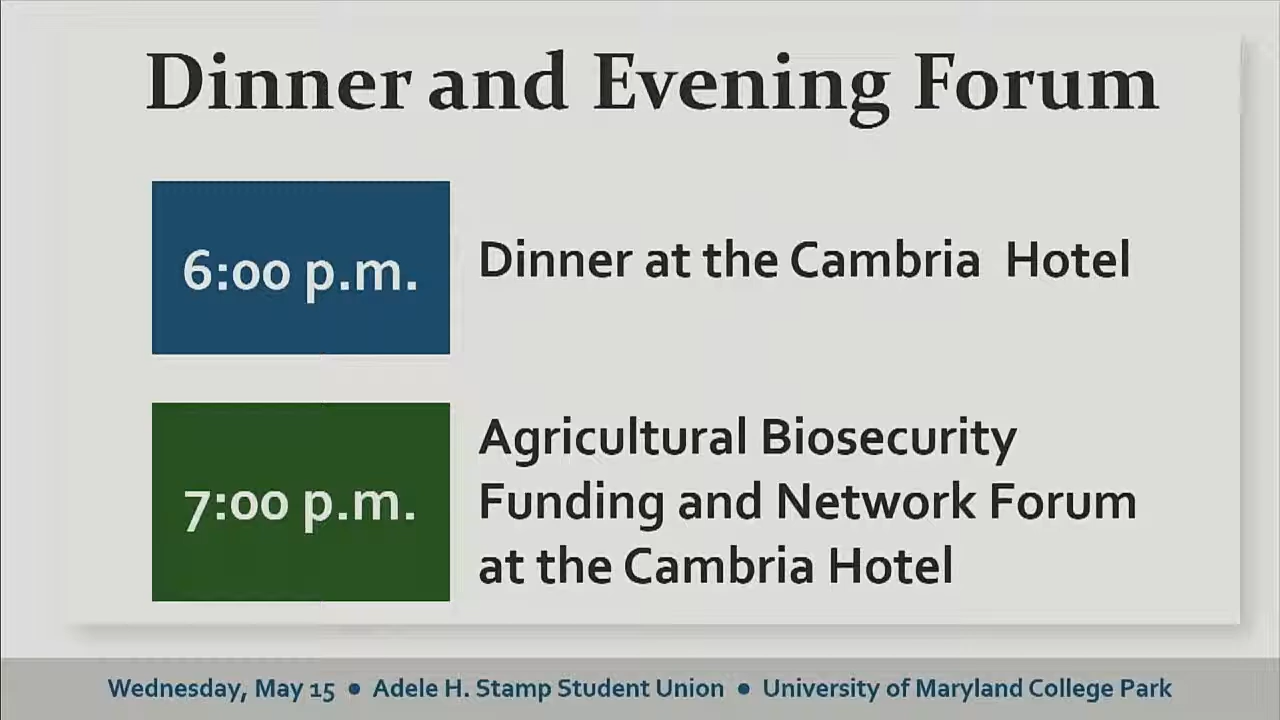 Dinner and Evening Forum
6:00 p.m.
Dinner at the Cambria Hotel
7:00 p.m.
Agricultural Biosecurity
Funding and Network Forum
at the Cambria Hotel
Wednesday, May 15 ● Adele H. Stamp Student Union ● University of Maryland College Park